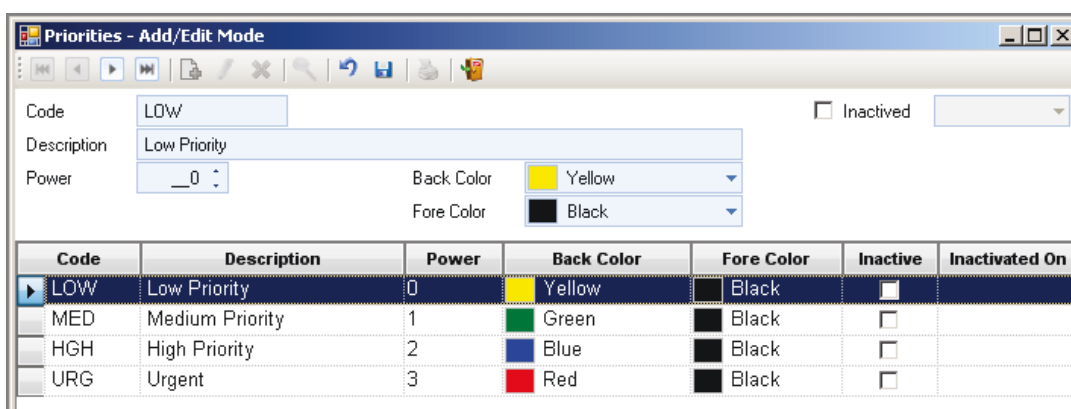 Priorities - Add/Edit Mode
Code LOW Inactived
Description Low Priority
Power __0 Back Color Yellow
Fore Color Black
Code Description Power Back Color Fore Color Inactive Inactivated On
LOW Low Priority 0 Yellow Black
MED Medium Priority 1 Green Black
HGH High Priority 2 Blue Black
URG Urgent 3 Red Black